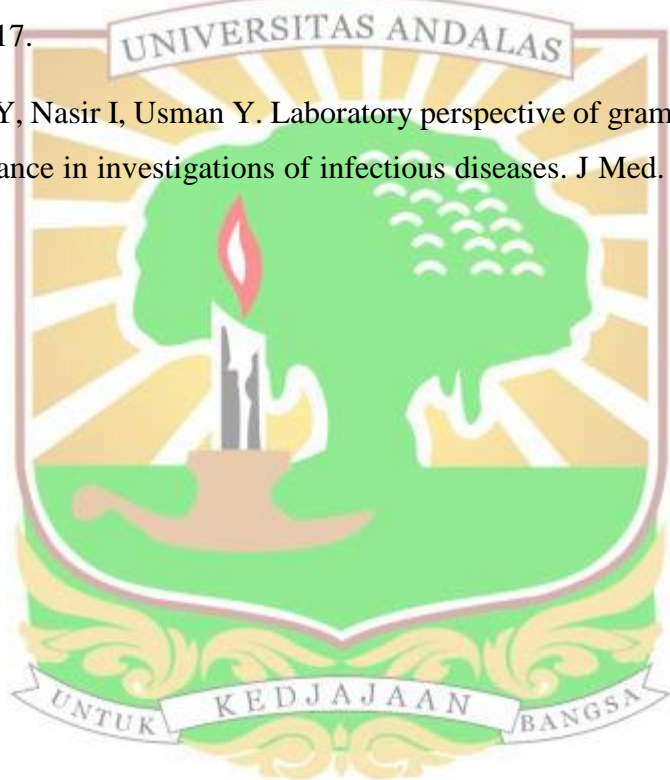 17.
UNIVERSITAS ANDALAS
Y, Nasir I, Usman Y. Laboratory perspective of gram
ance in investigations of infectious diseases. J Med.
UNTUK KEDJAJAAN BANGSA